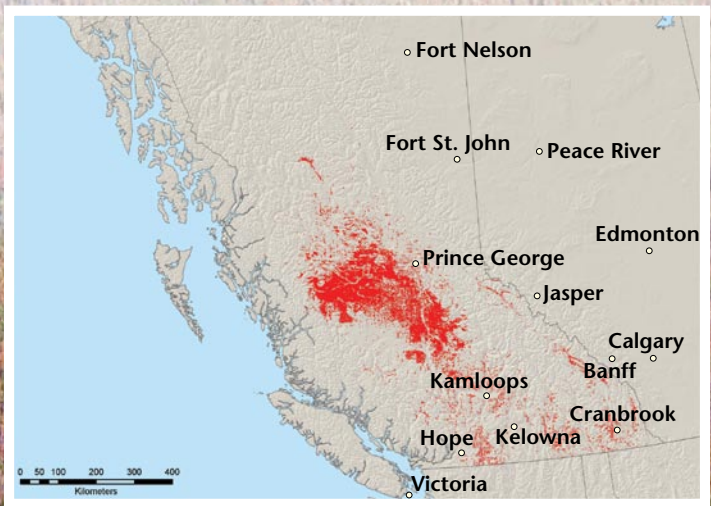 Fort Nelson
Fort St. John
Peace River
Edmonton
Prince George
Jasper
Calgary
Banff
Kamloops
Cranbrook
Kelowna
Hope
Victoria
0 50 100 200 300 400
Kilometers